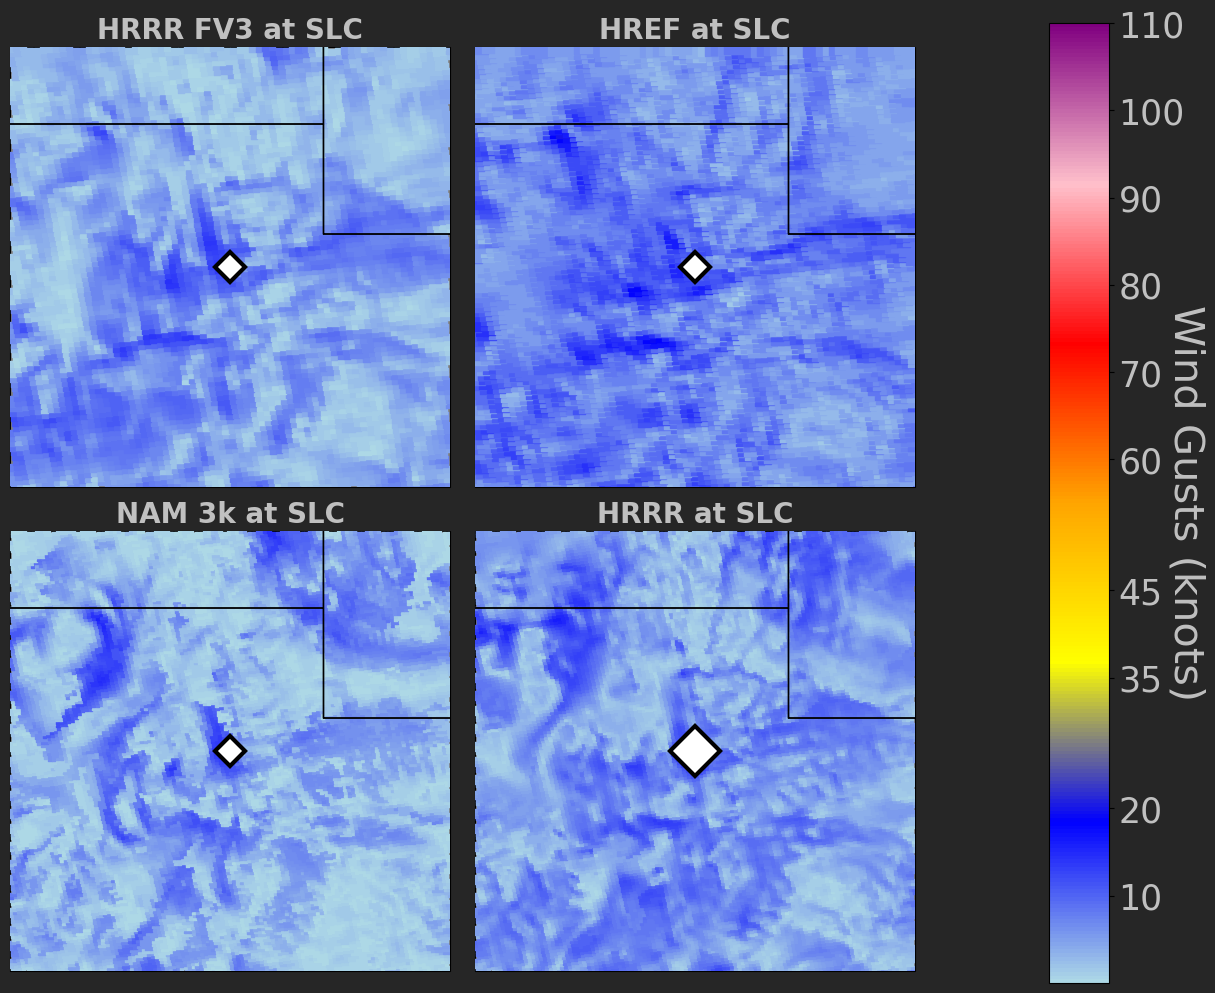 HRRR FV3 at SLC
HREF at SLC
NAM 3k at SLC
HRRR at SLC
110
100
90
80
70
60
45
35
20
10
Wind Gusts (knots)